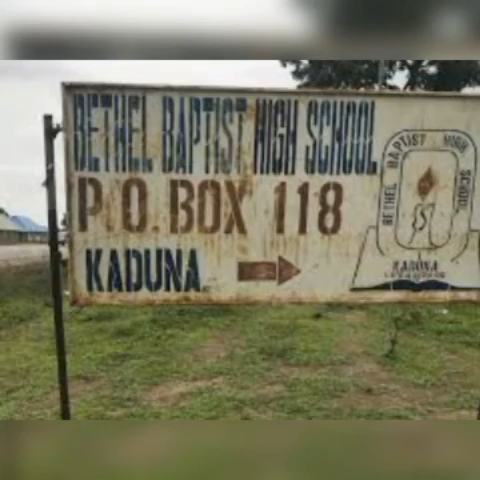 BETHEL BAPTIST HIGH SCHOOL
P.O. BOX 118
KADUNA
BETHEL BAPTIST HIGH SCHOOL
KADUNA